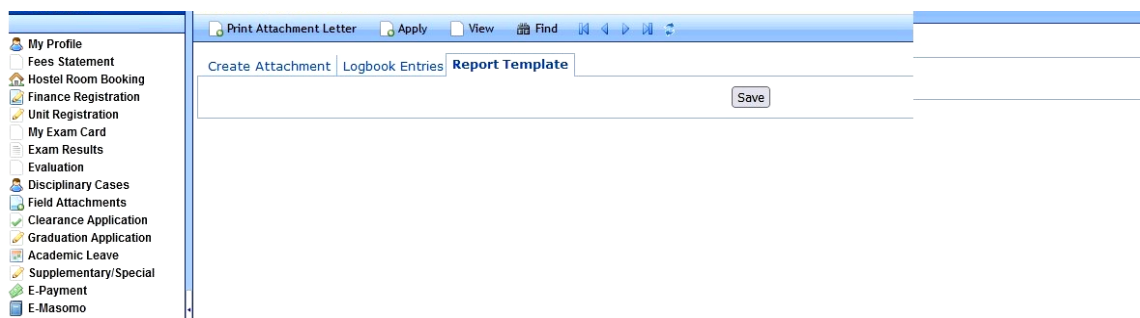 Print Attachment Letter Apply View Find
My Profile
Fees Statement
Hostel Room Booking
Finance Registration
Unit Registration
My Exam Card
Exam Results
Evaluation
Disciplinary Cases
Field Attachments
Clearance Application
Graduation Application
Academic Leave
Supplementary/Special
E-Payment
E-Masomo
Create Attachment Logbook Entries Report Template
Save